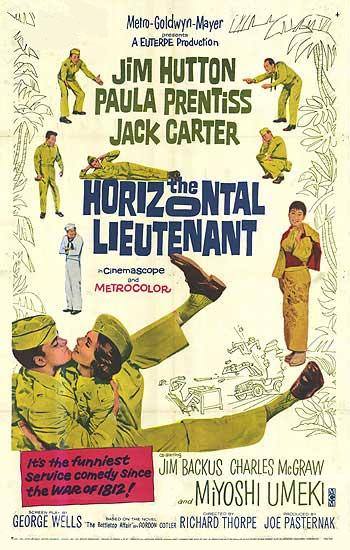 Metro-Goldwyn-Mayer
presents
A EUTERPE Production
JIM HUTTON
PAULA PRENTISS
JACK CARTER
the
HORIZONTAL
LIEUTENANT
in CinemaScope
and
METROCOLOR
It's the funniest
service comedy since
the WAR OF 1812!
co-starring
JIM BACKUS CHARLES McGRAW
and MIYOSHI UMEKI
SCREEN PLAY BY
GEORGE WELLS
BASED ON THE NOVEL
"The Bottletop Affair" BY GORDON COTLER
DIRECTED BY
RICHARD THORPE
PRODUCED BY
JOE PASTERNAK